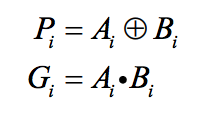 Pᵢ = Aᵢ ⊕ Bᵢ
Gᵢ = Aᵢ•Bᵢ